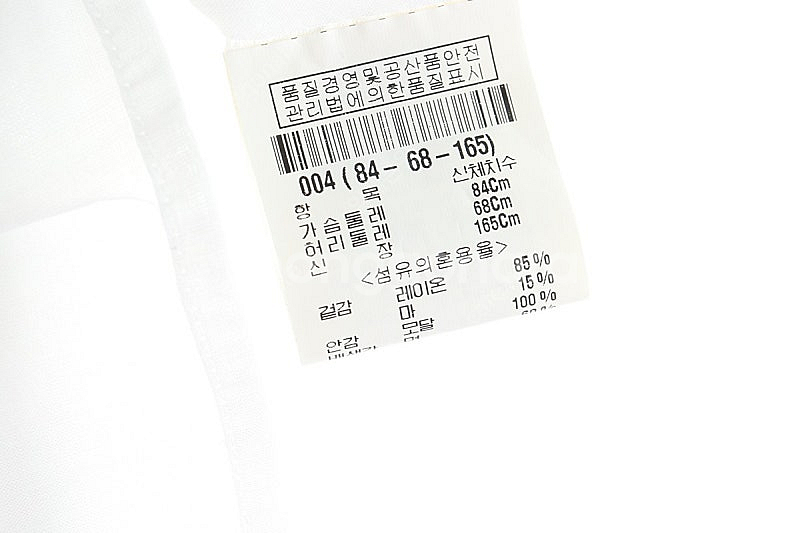 품질경영및공산품안전
관리법에의한품질표시
004 (84 - 68 - 165)
항 목 신체치수
가슴둘레 84Cm
허리둘레 68Cm
신 장 165Cm
<섬유의혼용율>
겉감 레이온 85 %
마 15 %
안감 모달 100 %